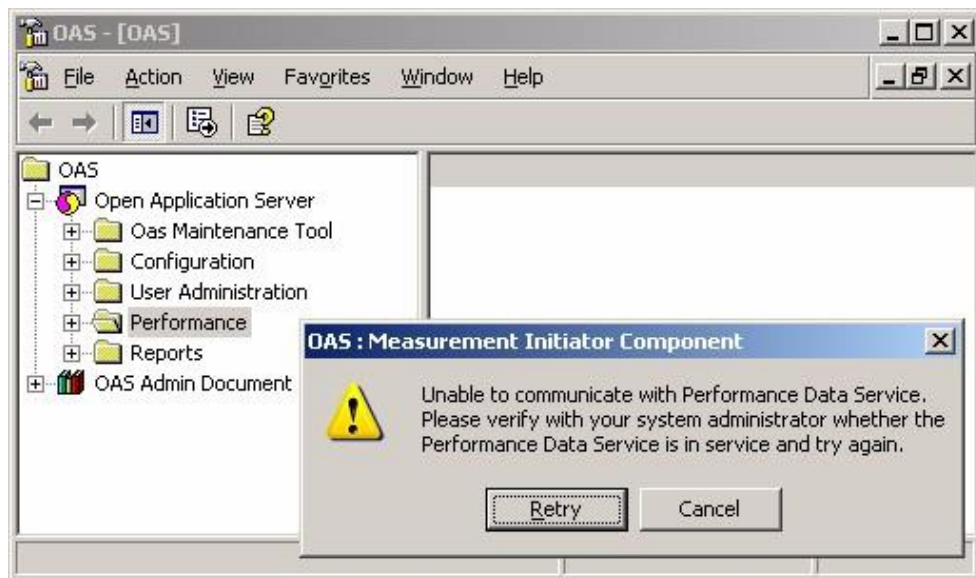 OAS - [OAS]
File Action View Favorites Window Help
OAS
Open Application Server
Oas Maintenance Tool
Configuration
User Administration
Performance
Reports
OAS Admin Document
OAS : Measurement Initiator Component
Unable to communicate with Performance Data Service.
Please verify with your system administrator whether the
Performance Data Service is in service and try again.
Retry Cancel